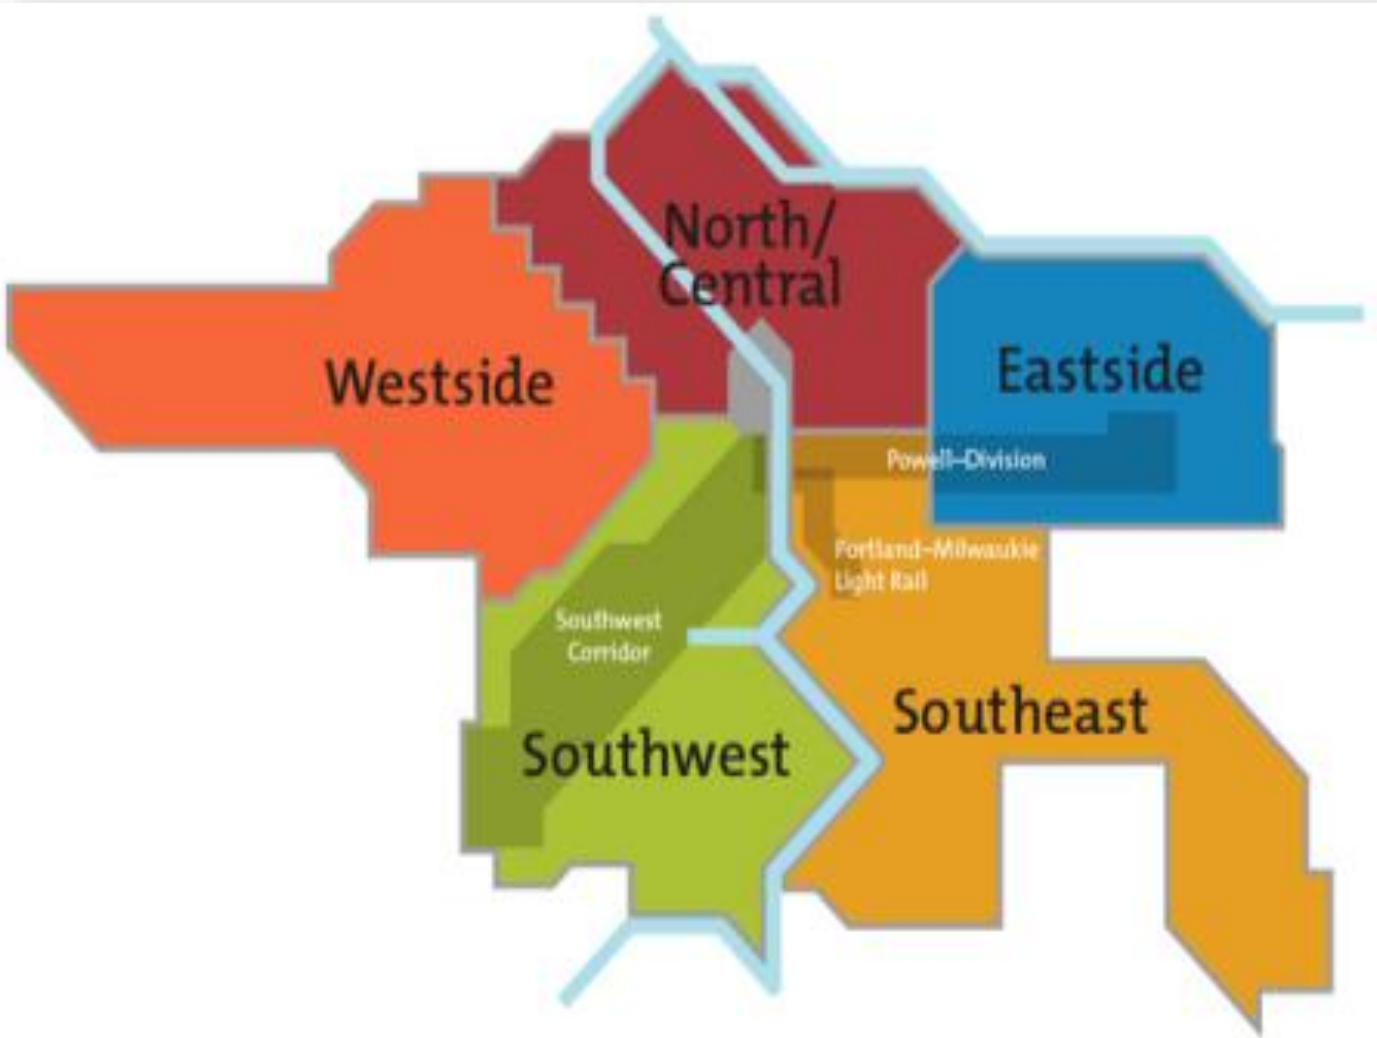 North/
Central
Westside
Eastside
Powell–Division
Portland–Milwaukie
Light Rail
Southwest
Corridor
Southeast
Southwest